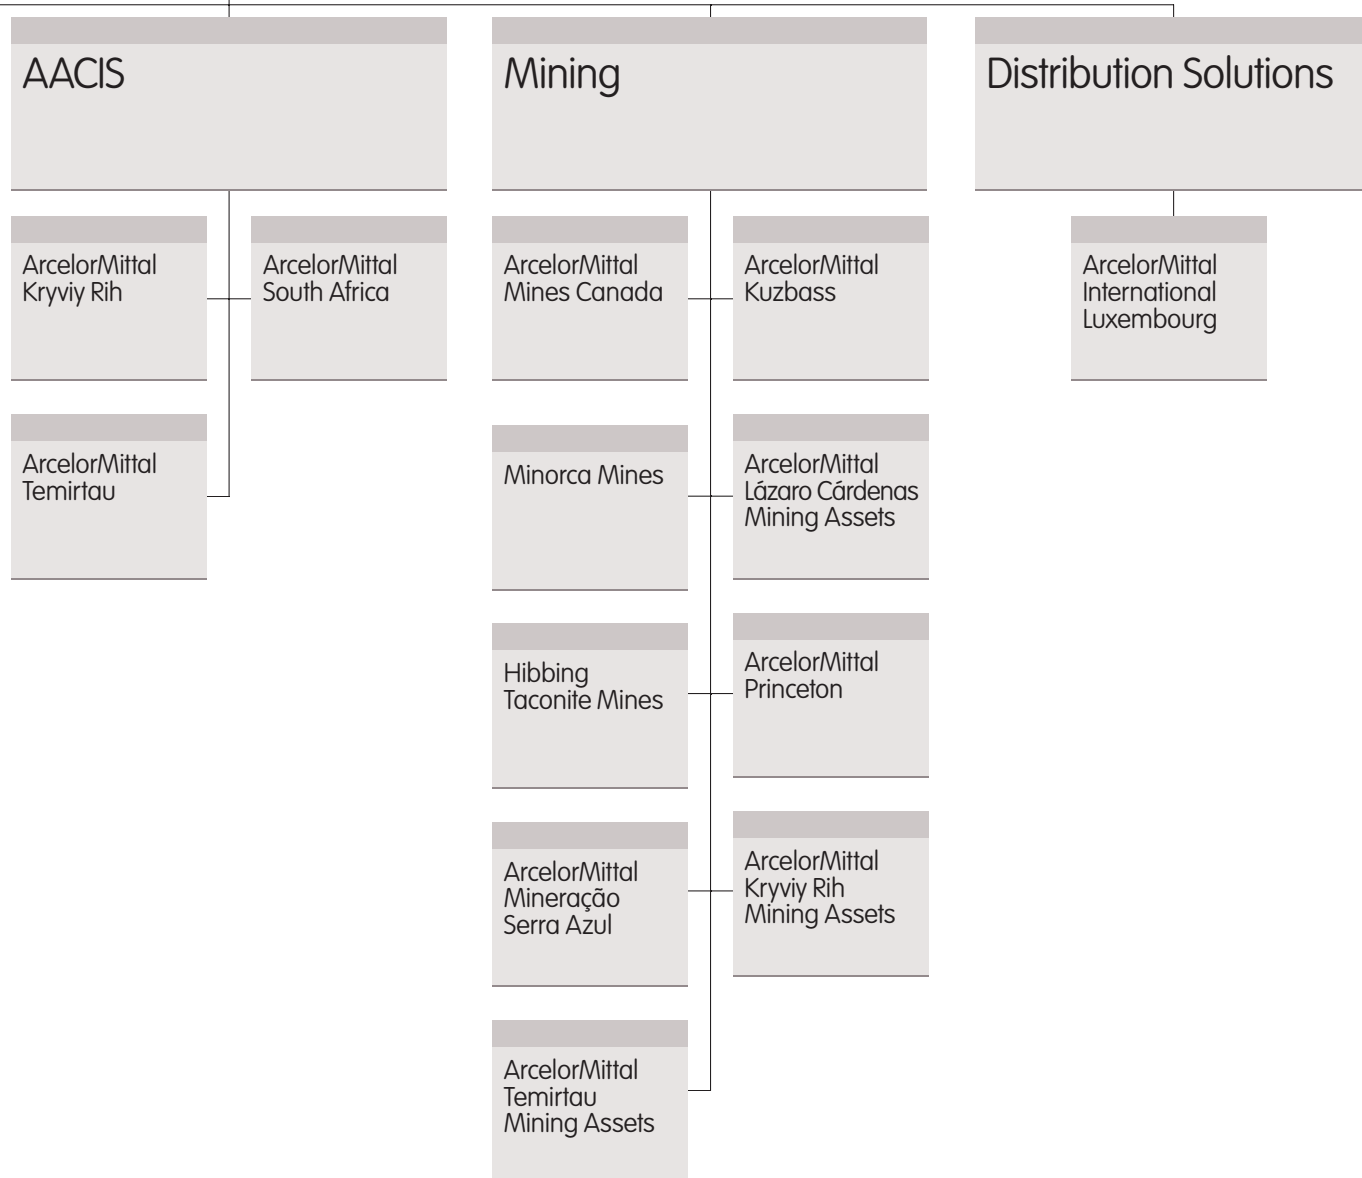 AACIS
Mining
Distribution Solutions
ArcelorMittal
Kryviy Rih
ArcelorMittal
South Africa
ArcelorMittal
Temirtau
ArcelorMittal
Mines Canada
ArcelorMittal
Kuzbass
Minorca Mines
ArcelorMittal
Lázaro Cárdenas
Mining Assets
Hibbing
Taconite Mines
ArcelorMittal
Princeton
ArcelorMittal
Mineração
Serra Azul
ArcelorMittal
Kryviy Rih
Mining Assets
ArcelorMittal
Temirtau
Mining Assets
ArcelorMittal
International
Luxembourg